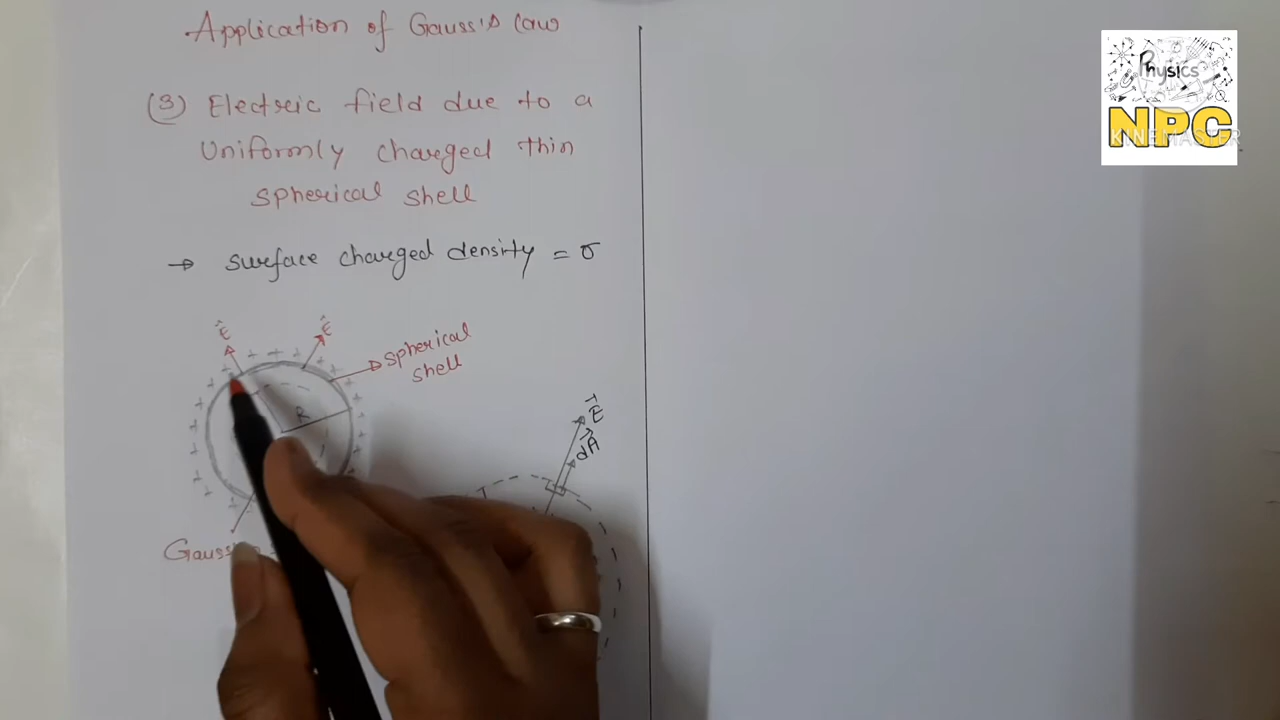 Application of Gauss's Law
(3) Electric field due to a
Uniformly charged thin
spherical shell
→ surface charged density = σ
E
E
spherical
shell
R
E
dA
Physics
NPC
KINEMASTER